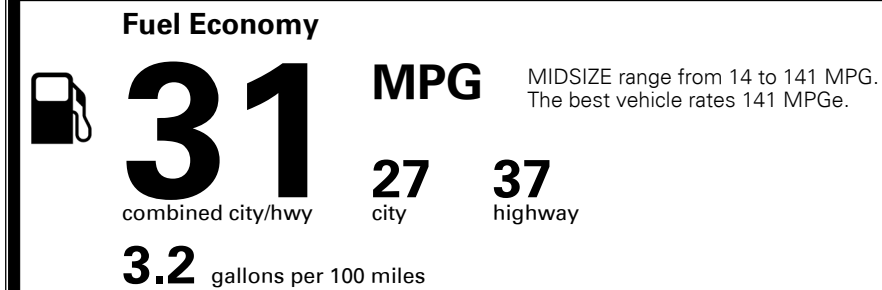 Fuel Economy
31 MPG
MIDSIZE range from 14 to 141 MPG.
The best vehicle rates 141 MPGe.
27 37
combined city/hwy city highway
3.2 gallons per 100 miles